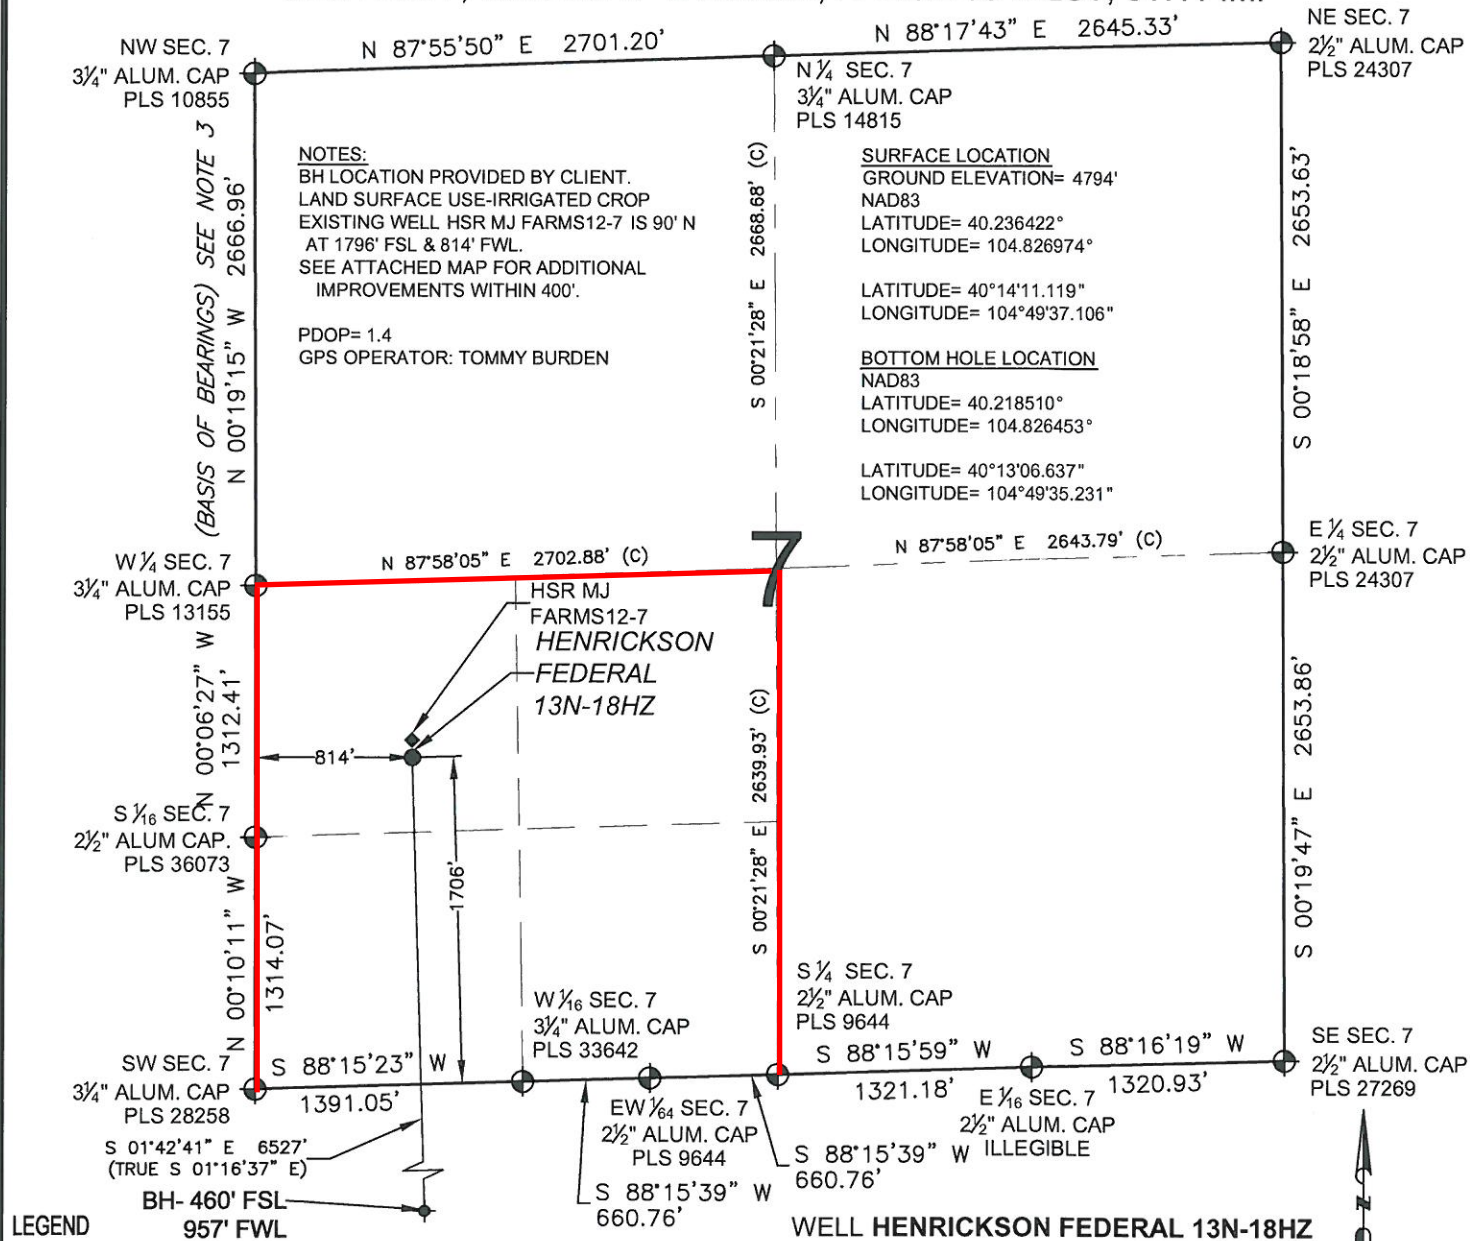 N 87°55'50" E 2701.20'
N 88°17'43" E 2645.33'
NW SEC. 7
3¼" ALUM. CAP
PLS 10855
N ¼ SEC. 7
3¼" ALUM. CAP
PLS 14815
NE SEC. 7
2½" ALUM. CAP
PLS 24307
(BASIS OF BEARINGS) SEE NOTE 3
N 00°19'15" W 2666.96'
NOTES:
BH LOCATION PROVIDED BY CLIENT.
LAND SURFACE USE-IRRIGATED CROP
EXISTING WELL HSR MJ FARMS12-7 IS 90' N
AT 1796' FSL & 814' FWL.
SEE ATTACHED MAP FOR ADDITIONAL
IMPROVEMENTS WITHIN 400'.
PDOP= 1.4
GPS OPERATOR: TOMMY BURDEN
S 00°21'28" E 2668.68' (C)
SURFACE LOCATION
GROUND ELEVATION= 4794'
NAD83
LATITUDE= 40.236422°
LONGITUDE= 104.826974°
LATITUDE= 40°14'11.119"
LONGITUDE= 104°49'37.106"
BOTTOM HOLE LOCATION
NAD83
LATITUDE= 40.218510°
LONGITUDE= 104.826453°
LATITUDE= 40°13'06.637"
LONGITUDE= 104°49'35.231"
S 00°18'58" E 2653.63'
W ¼ SEC. 7
3¼" ALUM. CAP
PLS 13155
N 87°58'05" E 2702.88' (C)
7
N 87°58'05" E 2643.79' (C)
E ¼ SEC. 7
2½" ALUM. CAP
PLS 24307
HSR MJ
FARMS12-7
HENRICKSON
FEDERAL
13N-18HZ
N 00°06'27" W
1312.41'
814'
1706'
S 00°21'28" E 2639.93' (C)
S 00°19'47" E 2653.86'
S 1⁄16 SEC. 7
2½" ALUM CAP.
PLS 36073
N 00°10'11" W
1314.07'
W 1⁄16 SEC. 7
3¼" ALUM. CAP
PLS 33642
S ¼ SEC. 7
2½" ALUM. CAP
PLS 9644
SW SEC. 7
3¼" ALUM. CAP
PLS 28258
S 88°15'23" W
1391.05'
S 88°15'59" W
1321.18'
S 88°16'19" W
1320.93'
SE SEC. 7
2½" ALUM. CAP
PLS 27269
EW 1⁄64 SEC. 7
2½" ALUM. CAP
PLS 9644
E 1⁄16 SEC. 7
2½" ALUM. CAP
ILLEGIBLE
S 01°42'41" E 6527'
(TRUE S 01°16'37" E)
S 88°15'39" W
660.76'
S 88°15'39" W
660.76'
BH- 460' FSL
957' FWL
LEGEND
WELL HENRICKSON FEDERAL 13N-18HZ
N